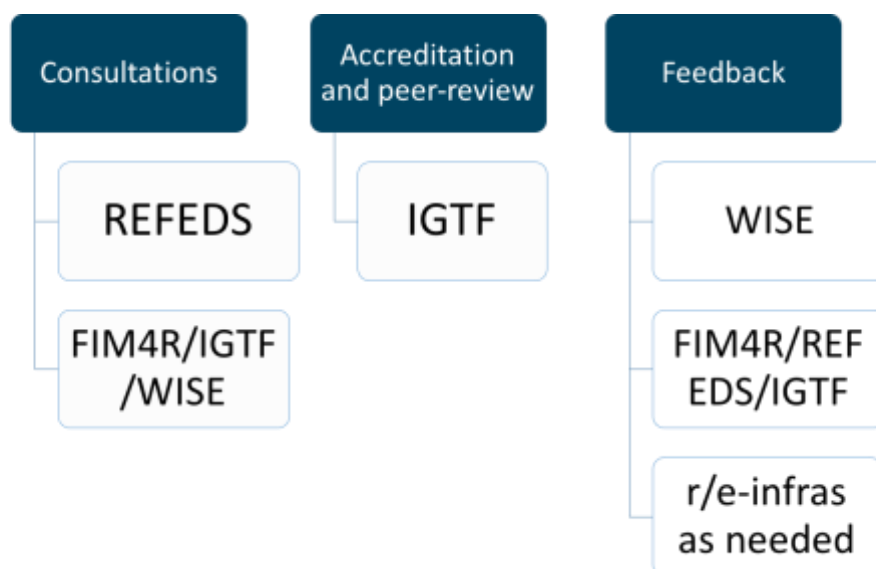 Consultations
REFEDS
FIM4R/IGTF
/WISE
Accreditation
and peer-review
IGTF
Feedback
WISE
FIM4R/REF
EDS/IGTF
r/e-infras
as needed